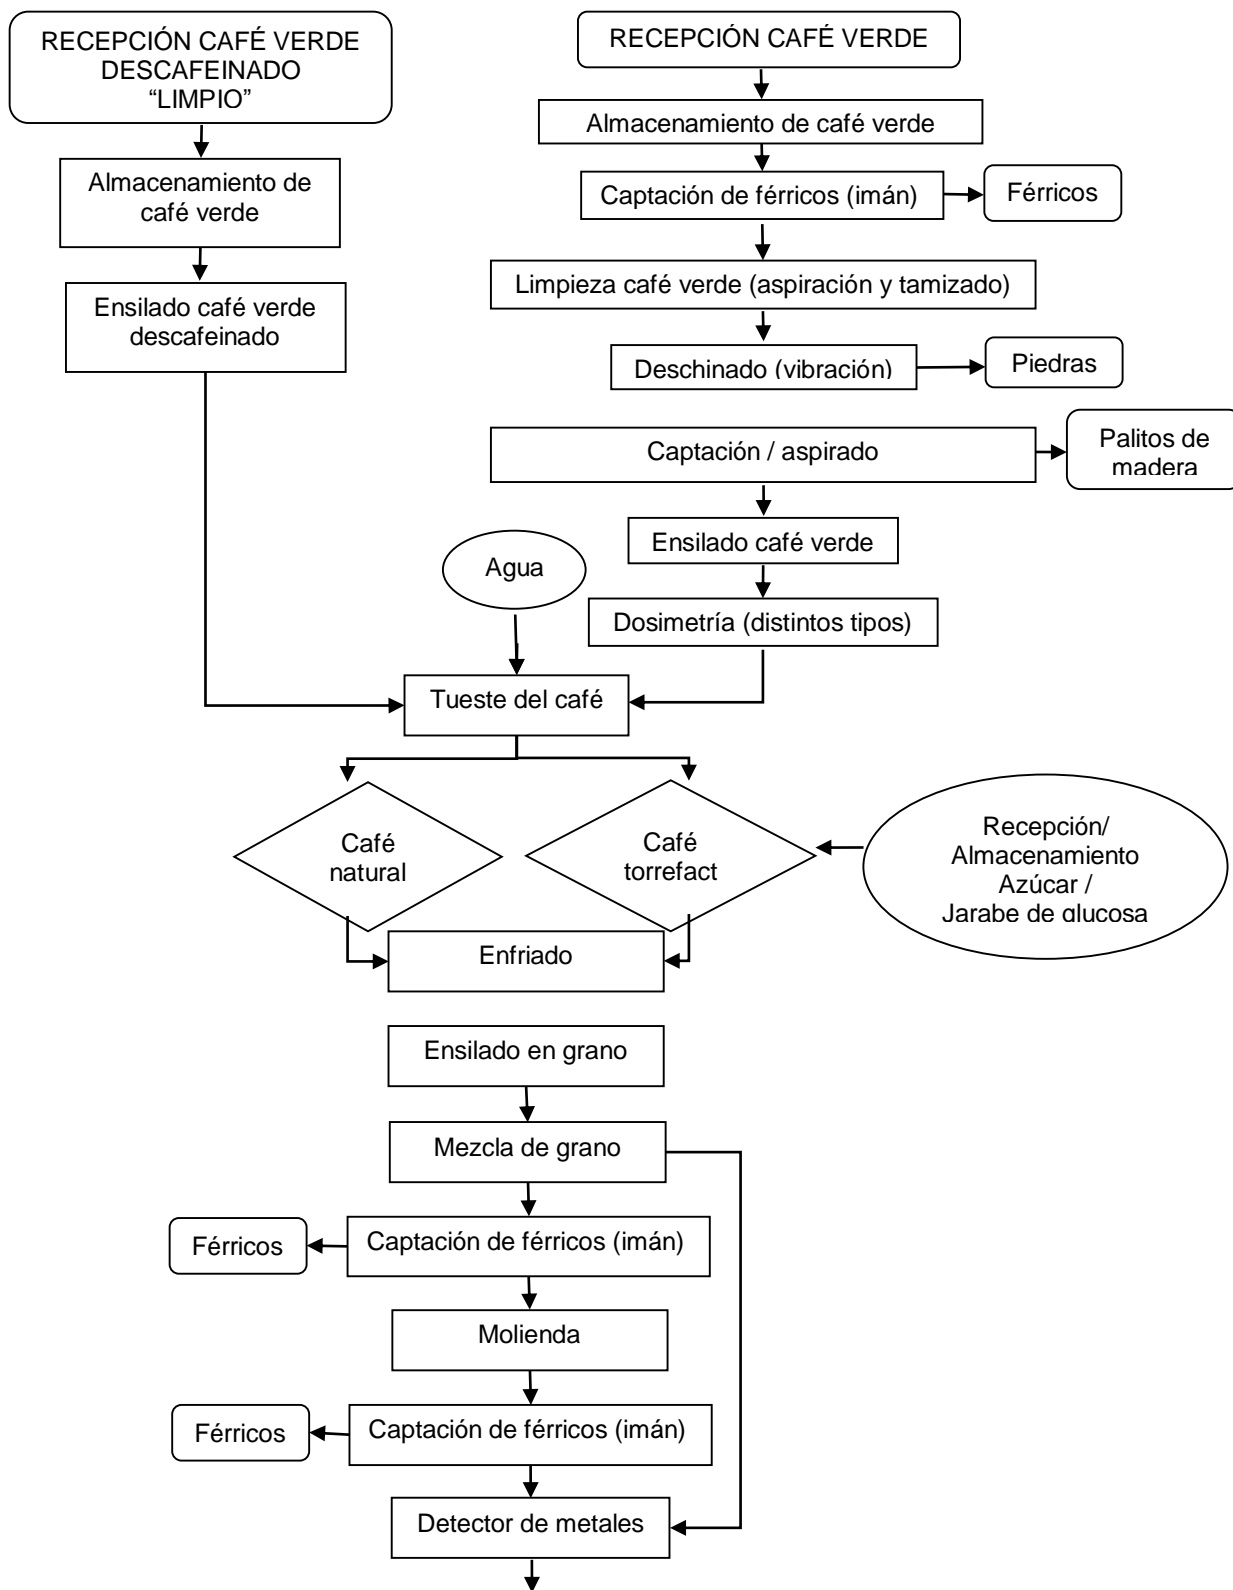 RECEPCIÓN CAFÉ VERDE
DESCAFEINADO
“LIMPIO”
RECEPCIÓN CAFÉ VERDE
Almacenamiento de café verde
Almacenamiento de
café verde
Captación de férricos (imán)
Férricos
Limpieza café verde (aspiración y tamizado)
Ensilado café verde
descafeinado
Deschinado (vibración)
Piedras
Captación / aspirado
Palitos de
madera
Ensilado café verde
Agua
Dosimetría (distintos tipos)
Tueste del café
Café
natural
Café
torrefact
Recepción/
Almacenamiento
Azúcar /
Jarabe de glucosa
Enfriado
Ensilado en grano
Mezcla de grano
Captación de férricos (imán)
Férricos
Molienda
Captación de férricos (imán)
Férricos
Detector de metales